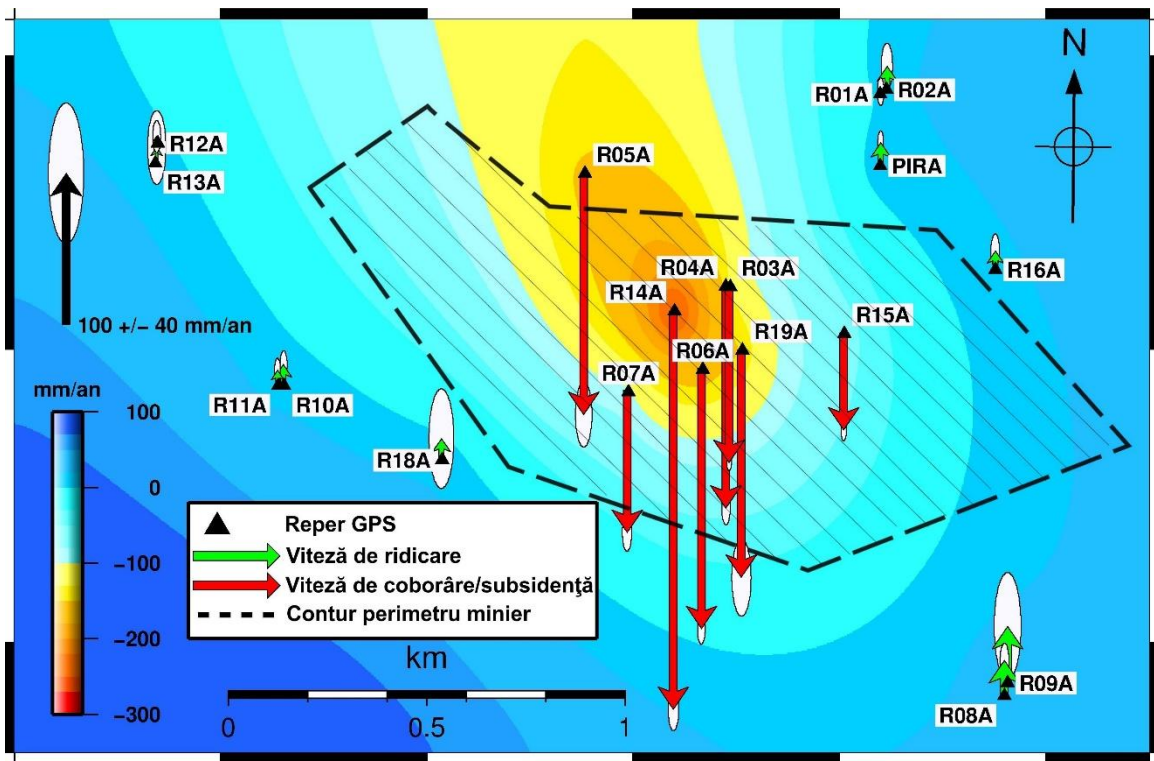 N
R01A
R02A
R12A
R13A
R05A
PIRA
R04A
R03A
R16A
R14A
R15A
R19A
100 +/− 40 mm/an
R06A
R07A
mm/an
R11A
R10A
100
R18A
0
Reper GPS
Viteză de ridicare
−100
Viteză de coborâre/subsidenţă
Contur perimetru minier
−200
km
R09A
R08A
−300
0
0.5
1